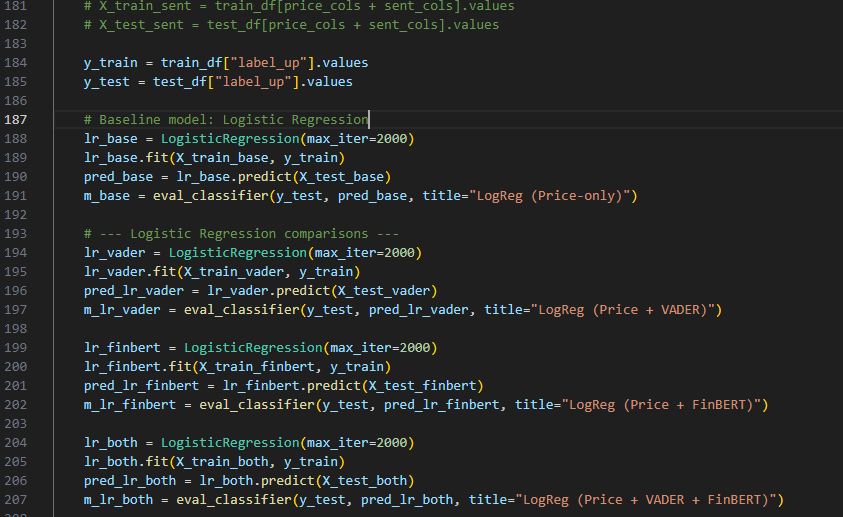 181 # X_train_sent = train_df[price_cols + sent_cols].values
182 # X_test_sent = test_df[price_cols + sent_cols].values
183
184 y_train = train_df["label_up"].values
185 y_test = test_df["label_up"].values
186
187 # Baseline model: Logistic Regression
188 lr_base = LogisticRegression(max_iter=2000)
189 lr_base.fit(X_train_base, y_train)
190 pred_base = lr_base.predict(X_test_base)
191 m_base = eval_classifier(y_test, pred_base, title="LogReg (Price-only)")
192
193 # --- Logistic Regression comparisons ---
194 lr_vader = LogisticRegression(max_iter=2000)
195 lr_vader.fit(X_train_vader, y_train)
196 pred_lr_vader = lr_vader.predict(X_test_vader)
197 m_lr_vader = eval_classifier(y_test, pred_lr_vader, title="LogReg (Price + VADER)")
198
199 lr_finbert = LogisticRegression(max_iter=2000)
200 lr_finbert.fit(X_train_finbert, y_train)
201 pred_lr_finbert = lr_finbert.predict(X_test_finbert)
202 m_lr_finbert = eval_classifier(y_test, pred_lr_finbert, title="LogReg (Price + FinBERT)")
203
204 lr_both = LogisticRegression(max_iter=2000)
205 lr_both.fit(X_train_both, y_train)
206 pred_lr_both = lr_both.predict(X_test_both)
207 m_lr_both = eval_classifier(y_test, pred_lr_both, title="LogReg (Price + VADER + FinBERT)")